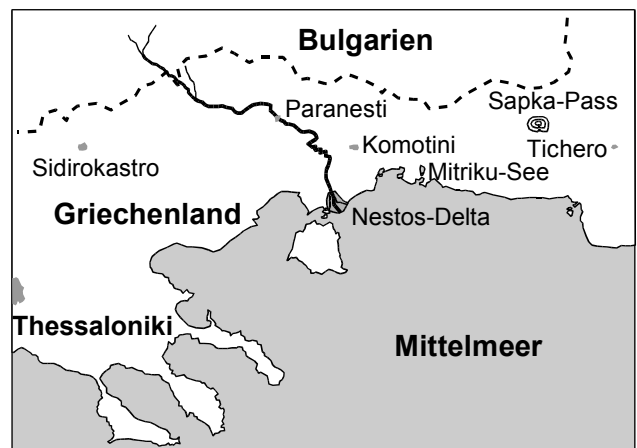 Bulgarien
Sapka-Pass
Paranesti
Komotini
Tichero
Sidirokastro
Mitriku-See
Griechenland
Nestos-Delta
Thessaloniki
Mittelmeer